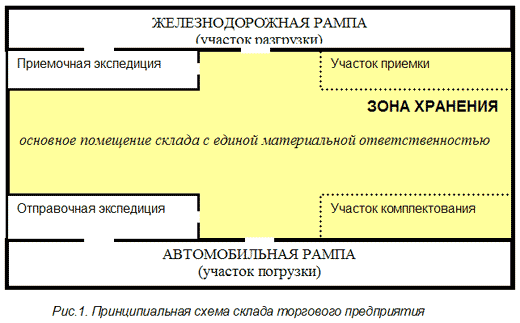 ЖЕЛЕЗНОДОРОЖНАЯ РАМПА
(участок разгрузки)
Приемочная экспедиция
Участок приемки
ЗОНА ХРАНЕНИЯ
основное помещение склада с единой материальной ответственностью
Отправочная экспедиция
Участок комплектования
АВТОМОБИЛЬНАЯ РАМПА
(участок погрузки)
Рис.1. Принципиальная схема склада торгового предприятия